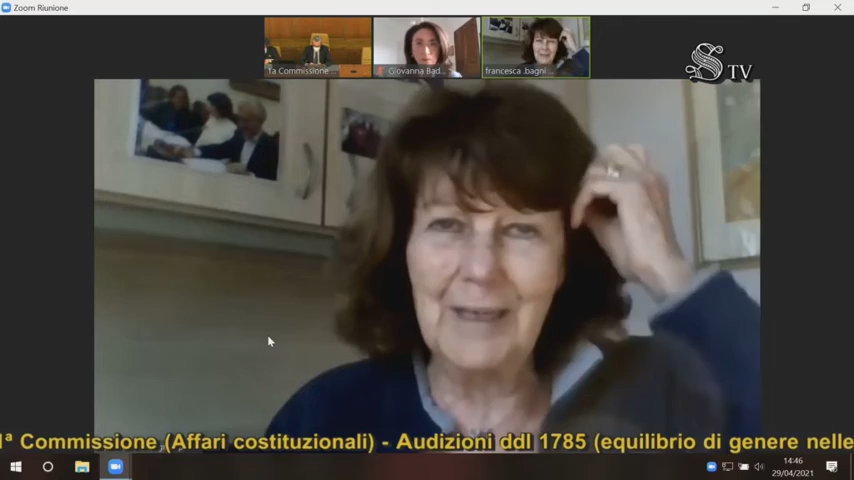 Zoom Riunione
1a Commissione ...
Giovanna Bad...
francesca .bagni ...
S TV
1ª Commissione (Affari costituzionali) - Audizioni ddl 1785 (equilibrio di genere nelle
14:46
29/04/2021